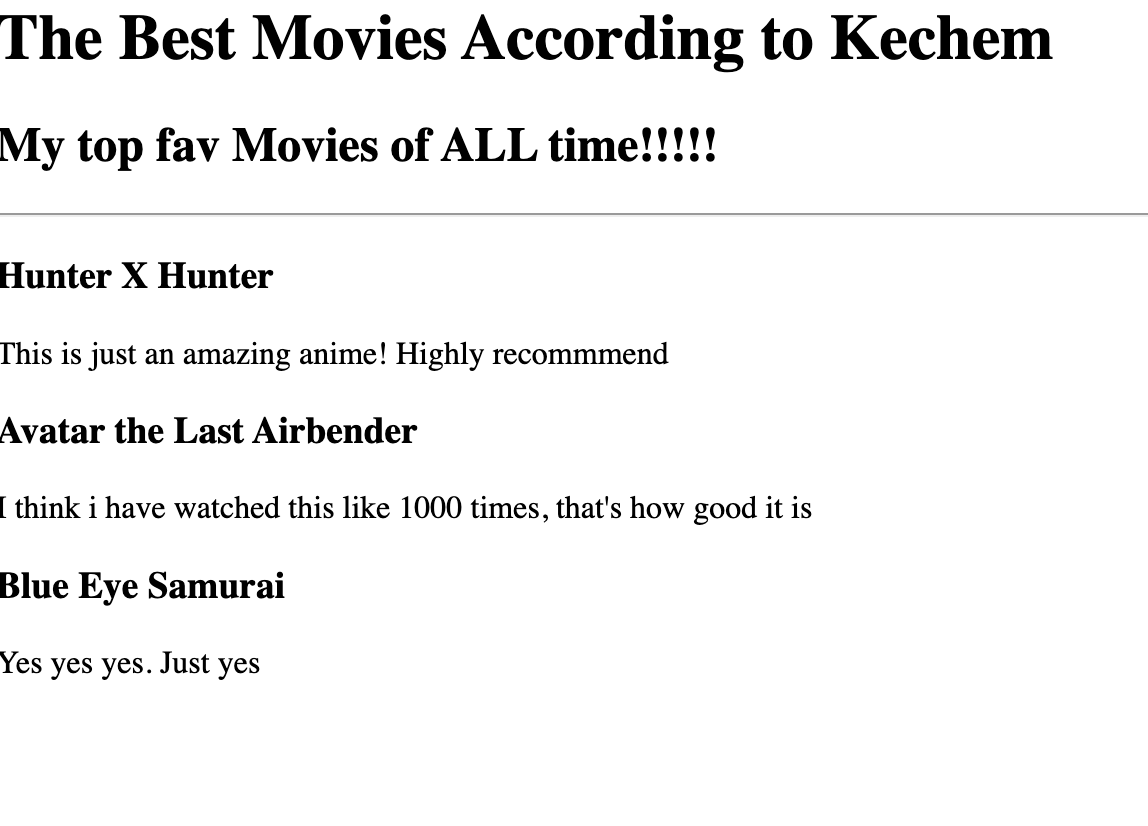 The Best Movies According to Kechem
My top fav Movies of ALL time!!!!!
Hunter X Hunter
This is just an amazing anime! Highly recommmend
Avatar the Last Airbender
I think i have watched this like 1000 times, that's how good it is
Blue Eye Samurai
Yes yes yes. Just yes